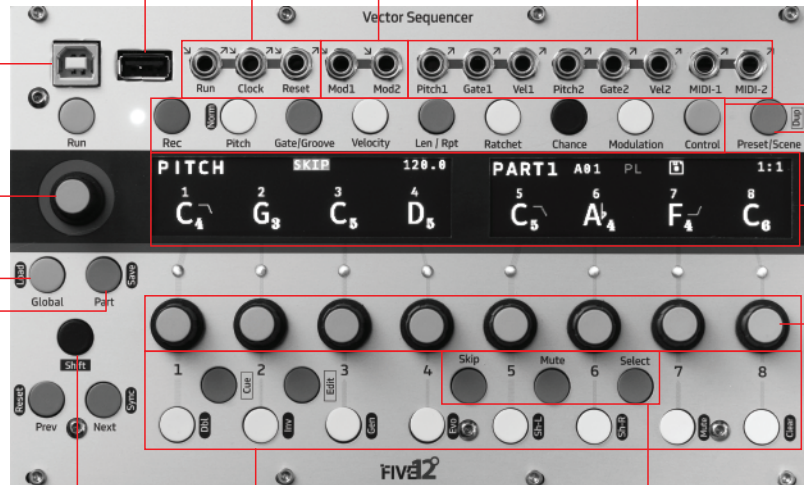 Vector Sequencer
Run Clock Reset Mod1 Mod2 Pitch1 Gate1 Vel1 Pitch2 Gate2 Vel2 MIDI-1 MIDI-2
Run Rec Norm Pitch Gate/Groove Velocity Len / Rpt Ratchet Chance Modulation Control Preset/Scene Dup
PITCH SKIP 120.0 PART1 A01 PL 1:1
1 2 3 4 5 6 7 8
C4 G3 C5 D5 C5 A♭4 F4 C6
Load Save
Global Part
Shift
Skip Mute Select
1 2 3 4 5 6 7 8
Cue Edit
Reset Sync Dbl Inv Gen Evo Sh-L Sh-R Mute Clear
Prev Next
FIVE12